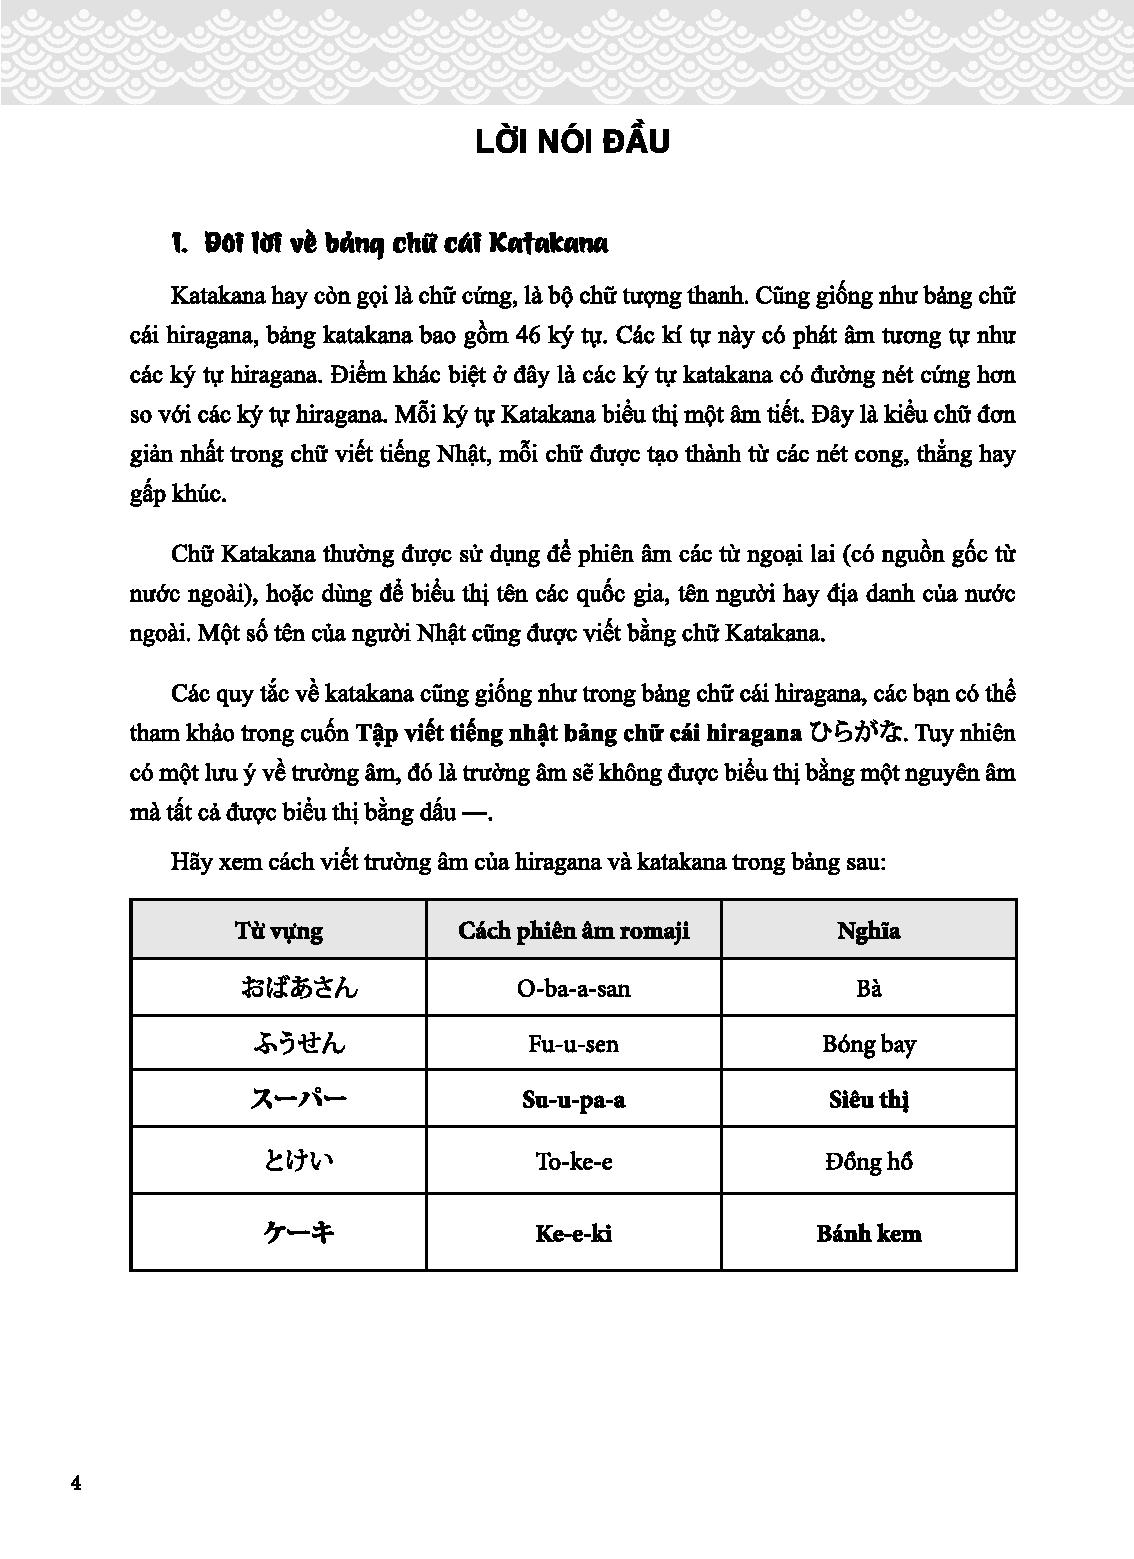 LỜI NÓI ĐẦU
1. Đôi lời về bảng chữ cái Katakana
Katakana hay còn gọi là chữ cứng, là bộ chữ tượng thanh. Cũng giống như bảng chữ
cái hiragana, bảng katakana bao gồm 46 ký tự. Các kí tự này có phát âm tương tự như
các ký tự hiragana. Điểm khác biệt ở đây là các ký tự katakana có đường nét cứng hơn
so với các ký tự hiragana. Mỗi ký tự Katakana biểu thị một âm tiết. Đây là kiểu chữ đơn
giản nhất trong chữ viết tiếng Nhật, mỗi chữ được tạo thành từ các nét cong, thẳng hay
gấp khúc.
Chữ Katakana thường được sử dụng để phiên âm các từ ngoại lai (có nguồn gốc từ
nước ngoài), hoặc dùng để biểu thị tên các quốc gia, tên người hay địa danh của nước
ngoài. Một số tên của người Nhật cũng được viết bằng chữ Katakana.
Các quy tắc về katakana cũng giống như trong bảng chữ cái hiragana, các bạn có thể
tham khảo trong cuốn Tập viết tiếng nhật bảng chữ cái hiragana ひらがな. Tuy nhiên
có một lưu ý về trường âm, đó là trường âm sẽ không được biểu thị bằng một nguyên âm
mà tất cả được biểu thị bằng dấu —.
Hãy xem cách viết trường âm của hiragana và katakana trong bảng sau:
Từ vựng Cách phiên âm romaji Nghĩa
おばあさん O-ba-a-san Bà
ふうせん Fu-u-sen Bóng bay
スーパー Su-u-pa-a Siêu thị
とけい To-ke-e Đồng hồ
ケーキ Ke-e-ki Bánh kem
4